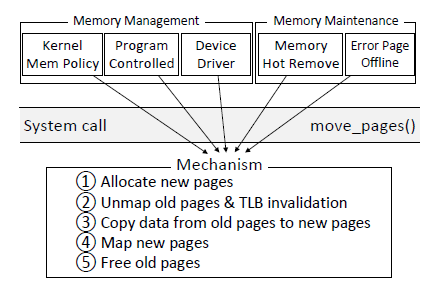 Memory Management
Memory Maintenance
Kernel
Mem Policy
Program
Controlled
Device
Driver
Memory
Hot Remove
Error Page
Offline
System call
move_pages()
Mechanism
① Allocate new pages
② Unmap old pages & TLB invalidation
③ Copy data from old pages to new pages
④ Map new pages
⑤ Free old pages